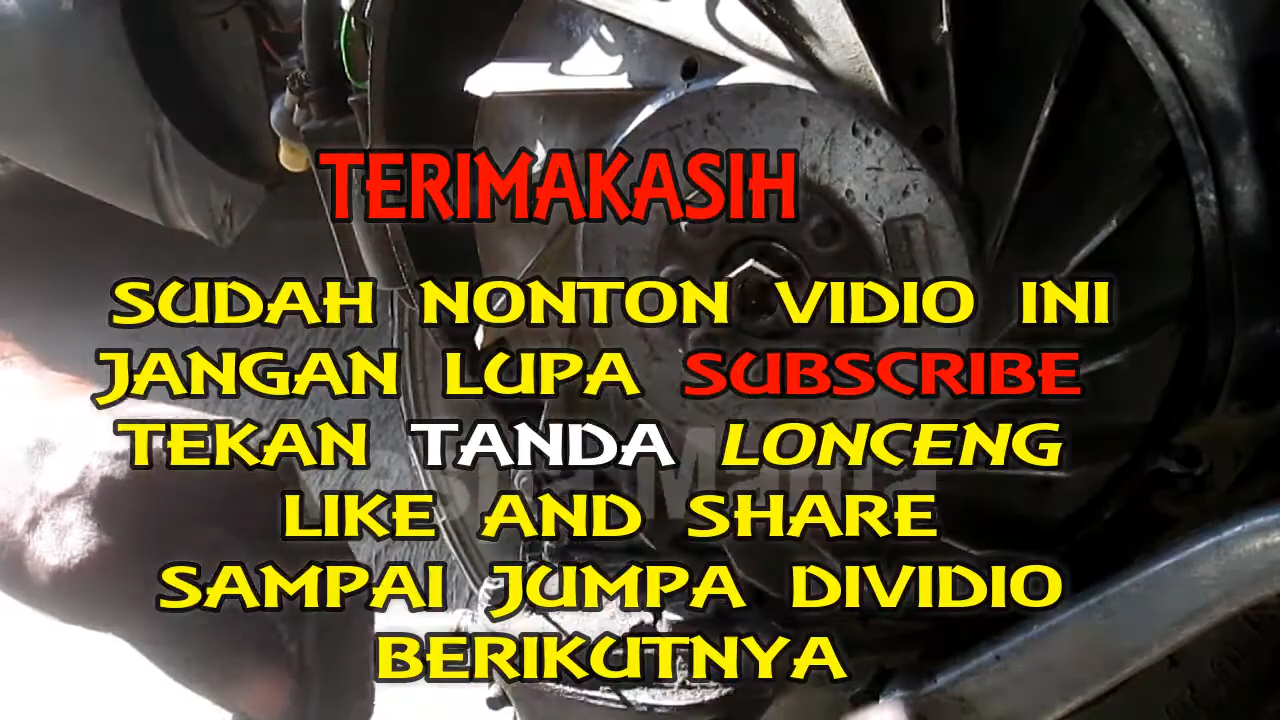 TERIMAKASIH
SUDAH NONTON VIDIO INI
JANGAN LUPA SUBSCRIBE
TEKAN TANDA LONCENG
LIKE AND SHARE
SAMPAI JUMPA DIVIDIO
BERIKUTNYA